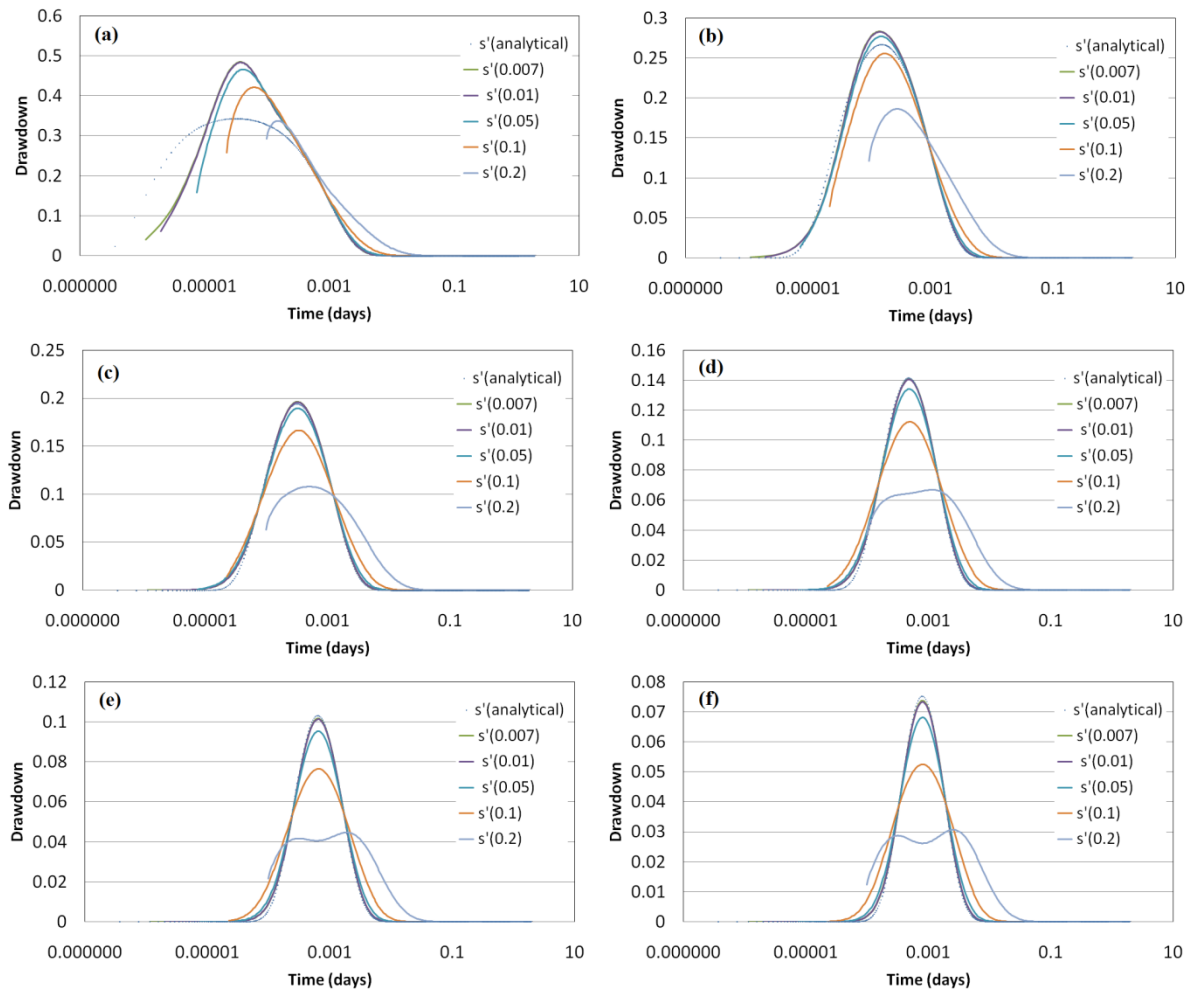 (a)
0.6
0.5
0.4
0.3
0.2
0.1
0
Drawdown
s'(analytical)
s'(0.007)
s'(0.01)
s'(0.05)
s'(0.1)
s'(0.2)
0.000000 0.00001 0.001 0.1 10
Time (days)
(b)
0.3
0.25
0.2
0.15
0.1
0.05
0
Drawdown
s'(analytical)
s'(0.007)
s'(0.01)
s'(0.05)
s'(0.1)
s'(0.2)
0.000000 0.00001 0.001 0.1 10
Time (days)
(c)
0.25
0.2
0.15
0.1
0.05
0
Drawdown
s'(analytical)
s'(0.007)
s'(0.01)
s'(0.05)
s'(0.1)
s'(0.2)
0.000000 0.00001 0.001 0.1 10
Time (days)
(d)
0.16
0.14
0.12
0.1
0.08
0.06
0.04
0.02
0
Drawdown
s'(analytical)
s'(0.007)
s'(0.01)
s'(0.05)
s'(0.1)
s'(0.2)
0.000000 0.00001 0.001 0.1 10
Time (days)
(e)
0.12
0.1
0.08
0.06
0.04
0.02
0
Drawdown
s'(analytical)
s'(0.007)
s'(0.01)
s'(0.05)
s'(0.1)
s'(0.2)
0.000000 0.00001 0.001 0.1 10
Time (days)
(f)
0.08
0.07
0.06
0.05
0.04
0.03
0.02
0.01
0
Drawdown
s'(analytical)
s'(0.007)
s'(0.01)
s'(0.05)
s'(0.1)
s'(0.2)
0.000000 0.00001 0.001 0.1 10
Time (days)